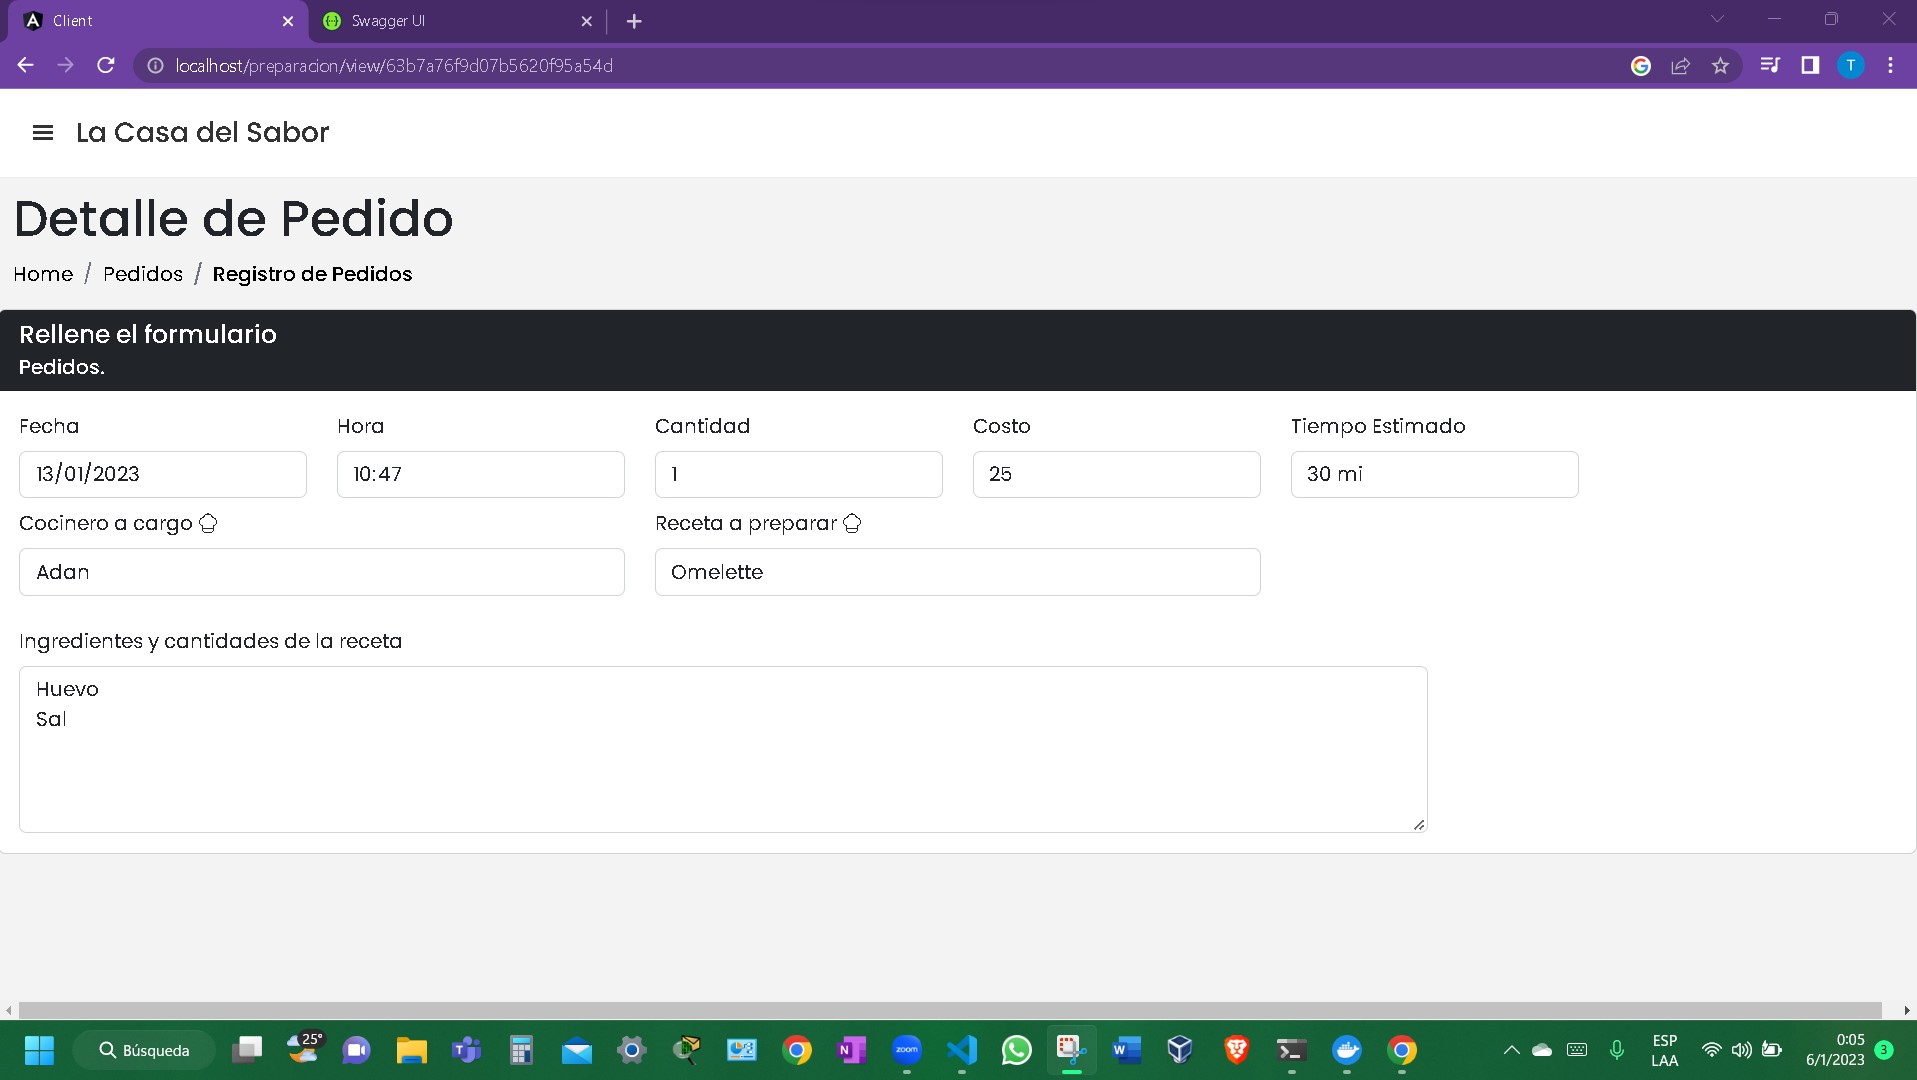 Client
Swagger UI
localhost/preparacion/view/63b7a76f9d07b5620f95a54d
T
La Casa del Sabor
Detalle de Pedido
Home / Pedidos / Registro de Pedidos
Rellene el formulario
Pedidos.
Fecha Hora Cantidad Costo Tiempo Estimado
13/01/2023 10:47 1 25 30 mi
Cocinero a cargo Receta a preparar
Adan Omelette
Ingredientes y cantidades de la receta
Huevo
Sal
Búsqueda
25°
zoom
ESP
LAA
0:05
6/1/2023
3